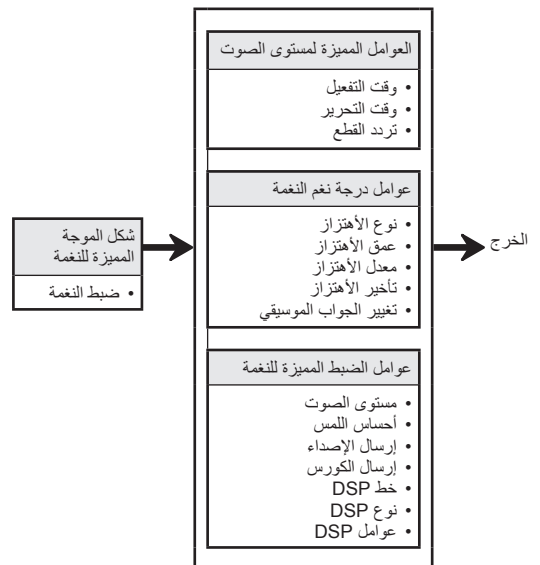 العوامل المميزة لمستوى الصوت
• وقت التفعيل
• وقت التحرير
• تردد القطع
عوامل درجة نغم النغمة
• نوع الأهتزاز
• عمق الأهتزاز
• معدل الأهتزاز
• تأخير الأهتزاز
• تغيير الجواب الموسيقي
شكل الموجة
المميزة للنغمة
• ضبط النغمة
الخرج
عوامل الضبط المميزة للنغمة
• مستوى الصوت
• أحساس اللمس
• إرسال الإصداء
• إرسال الكورس
• خط DSP
• نوع DSP
• عوامل DSP